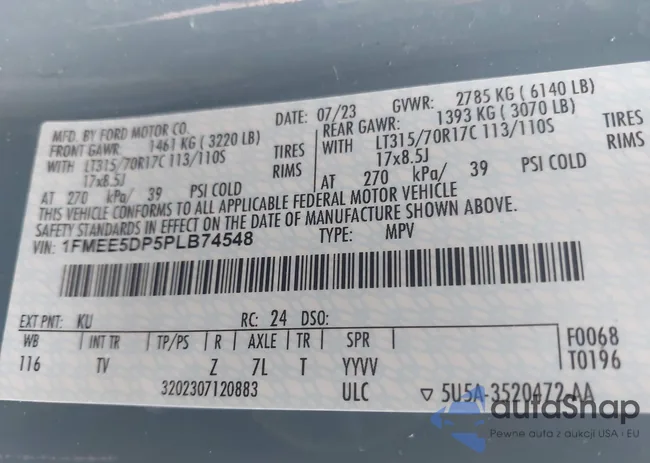 MFD. BY FORD MOTOR CO.
DATE: 07/23 GVWR: 2785 KG ( 6140 LB)
FRONT GAWR: 1461 KG ( 3220 LB)
REAR GAWR: 1393 KG ( 3070 LB)
WITH LT315/70R17C 113/110S TIRES
WITH LT315/70R17C 113/110S TIRES
17x8.5J RIMS
17x8.5J RIMS
AT 270 kPa/ 39 PSI COLD
AT 270 kPa/ 39 PSI COLD
THIS VEHICLE CONFORMS TO ALL APPLICABLE FEDERAL MOTOR VEHICLE
SAFETY STANDARDS IN EFFECT ON THE DATE OF MANUFACTURE SHOWN ABOVE.
VIN: 1FMEE5DP5PLB74548 TYPE: MPV
EXT PNT: KU RC: 24 DSO:
WB INT TR TP/PS R AXLE TR SPR F0068
116 TV Z 7L T YYVV T0196
3202307120883 ULC ▽ 5U5A-3520472-AA
autaSnap
Pewne auta z aukcji USA i EU